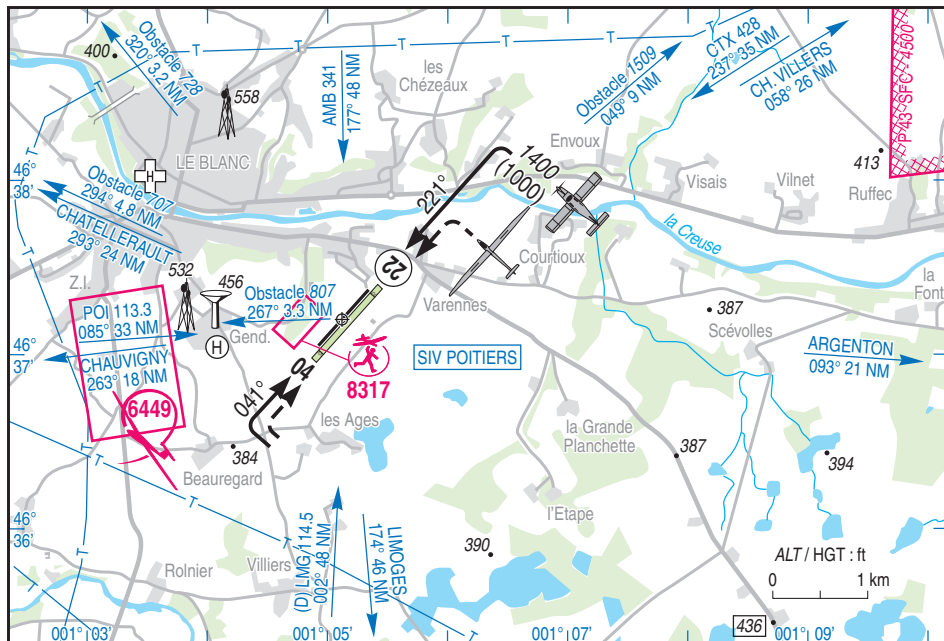 400
Obstacle 728
320° 3.2 NM
558
LE BLANC
H
AMB 341
177° 48 NM
les
Chézeaux
Obstacle 1509
049° 9 NM
CTX 428
237° 35 NM
CH. VILLERS
058° 26 NM
P 43 SFC - 4500'
413
Ruffec
Vilnet
Visais
Envoux
1400
(1000)
221°
46°
38'
46°
38'
Obstacle 707
294° 4.8 NM
CHATELLERAULT
293° 24 NM
la Creuse
Courtioux
Varennes
22
Z.I.
532
456
Obstacle 807
267° 3.3 NM
Gend.
H
POI 113.3
085° 33 NM
CHAUVIGNY
263° 18 NM
6449
04
041°
8317
SIV POITIERS
387
Scévolles
la
Font
ARGENTON
093° 21 NM
46°
37'
46°
37'
les Ages
384
Beauregard
la Grande
Planchette
387
394
l'Etape
390
46°
36'
46°
36'
Rolnier
Villiers
(D) LMG 114.5
002° 48 NM
LIMOGES
174° 46 NM
ALT / HGT : ft
0
1 km
436
001° 03'
001° 05'
001° 07'
001° 09'
T
T
T
T
T
T
T
T
T
T
T
T
T